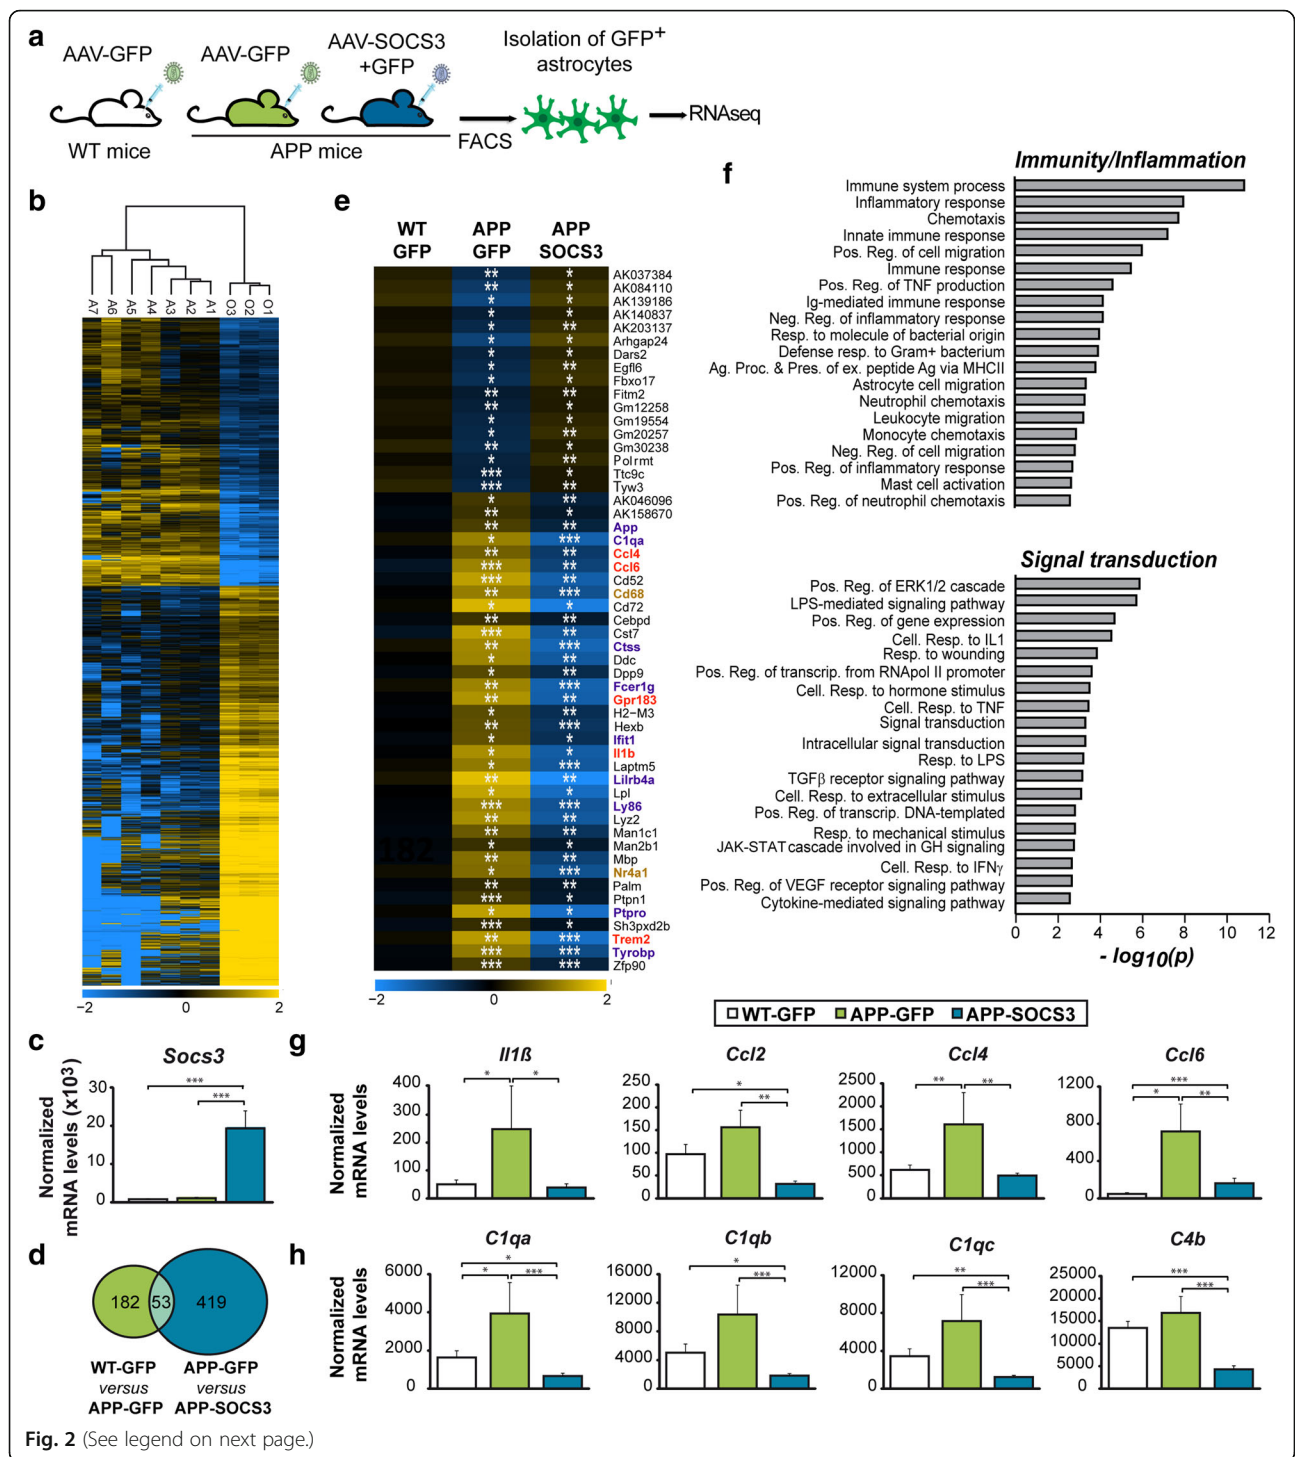 a
AAV-GFP
AAV-GFP
AAV-SOCS3
+GFP
Isolation of GFP+
astrocytes
WT mice
APP mice
FACS
RNAseq
b
A7 A6 A5 A4 A3 A2 A1 O3 O2 O1
−2 0 2
e
WT
GFP
APP
GFP
APP
SOCS3
** * AK037384
** * AK084110
* * AK139186
* * AK140837
* ** AK203137
* * Arhgap24
* * Dars2
* ** Egfl6
* * Fbxo17
** ** Fitm2
** * Gm12258
* * Gm19554
* ** Gm20257
** * Gm30238
* ** Polrmt
*** * Ttc9c
*** ** Tyw3
* ** AK046096
** * AK158670
** ** App
* *** C1qa
** ** Ccl4
*** ** Ccl6
*** ** Cd52
** *** Cd68
* * Cd72
** ** Cebpd
*** ** Cst7
** *** Ctss
* ** Ddc
* ** Dpp9
** *** Fcer1g
** ** Gpr183
* ** H2−M3
** *** Hexb
* * Ifit1
* * Il1b
* *** Laptm5
** ** Lilrb4a
* * Lpl
*** *** Ly86
** ** Lyz2
** ** Man1c1
* * Man2b1
** ** Mbp
* *** Nr4a1
** ** Palm
*** * Ptpn1
* * Ptpro
*** * Sh3pxd2b
** *** Trem2
*** *** Tyrobp
*** *** Zfp90
182
−2 0 2
f
Immunity/Inflammation
Immune system process
Inflammatory response
Chemotaxis
Innate immune response
Pos. Reg. of cell migration
Immune response
Pos. Reg. of TNF production
Ig-mediated immune response
Neg. Reg. of inflammatory response
Resp. to molecule of bacterial origin
Defense resp. to Gram+ bacterium
Ag. Proc. & Pres. of ex. peptide Ag via MHCII
Astrocyte cell migration
Neutrophil chemotaxis
Leukocyte migration
Monocyte chemotaxis
Neg. Reg. of cell migration
Pos. Reg. of inflammatory response
Mast cell activation
Pos. Reg. of neutrophil chemotaxis
Signal transduction
Pos. Reg. of ERK1/2 cascade
LPS-mediated signaling pathway
Pos. Reg. of gene expression
Cell. Resp. to IL1
Resp. to wounding
Pos. Reg. of transcrip. from RNApol II promoter
Cell. Resp. to hormone stimulus
Cell. Resp. to TNF
Signal transduction
Intracellular signal transduction
Resp. to LPS
TGFβ receptor signaling pathway
Cell. Resp. to extracellular stimulus
Pos. Reg. of transcrip. DNA-templated
Resp. to mechanical stimulus
JAK-STAT cascade involved in GH signaling
Cell. Resp. to IFNγ
Pos. Reg. of VEGF receptor signaling pathway
Cytokine-mediated signaling pathway
0 2 4 6 8 10 12
- log10(p)
WT-GFP APP-GFP APP-SOCS3
c
Socs3
Normalized
mRNA levels (x10³)
30
20
10
0
***
***
d
182 53 419
WT-GFP
versus
APP-GFP
APP-GFP
versus
APP-SOCS3
g
Normalized
mRNA levels
Il1ß
400
300
200
100
0
* *
Ccl2
250
200
150
100
50
0
*
**
Ccl4
2500
2000
1500
1000
500
0
** **
Ccl6
1200
800
400
0
***
* **
h
Normalized
mRNA levels
C1qa
6000
4000
2000
0
*
* ***
C1qb
16000
12000
8000
4000
0
*
***
C1qc
12000
8000
4000
0
**
***
C4b
25000
20000
15000
10000
5000
0
***
***
Fig. 2 (See legend on next page.)